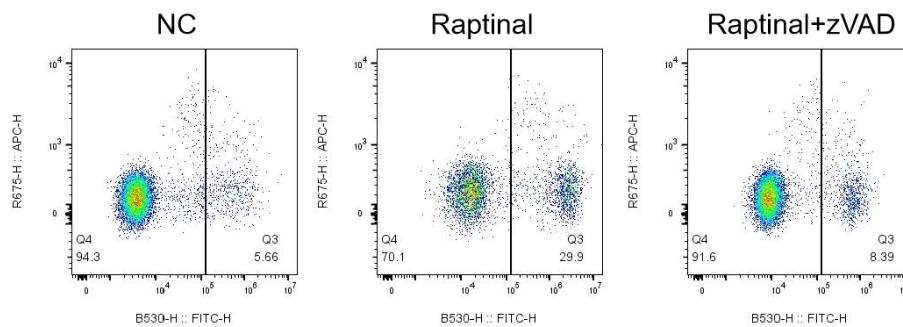 NC
R675-H :: APC-H
10^4
10^3
0
Q4
94.3
Q3
5.66
0
10^4
10^5
10^6
10^7
B530-H :: FITC-H
Raptinal
R675-H :: APC-H
10^4
10^3
0
Q4
70.1
Q3
29.9
0
10^4
10^5
10^6
10^7
B530-H :: FITC-H
Raptinal+zVAD
R675-H :: APC-H
10^4
10^3
0
Q4
91.6
Q3
8.39
0
10^4
10^5
10^6
10^7
B530-H :: FITC-H